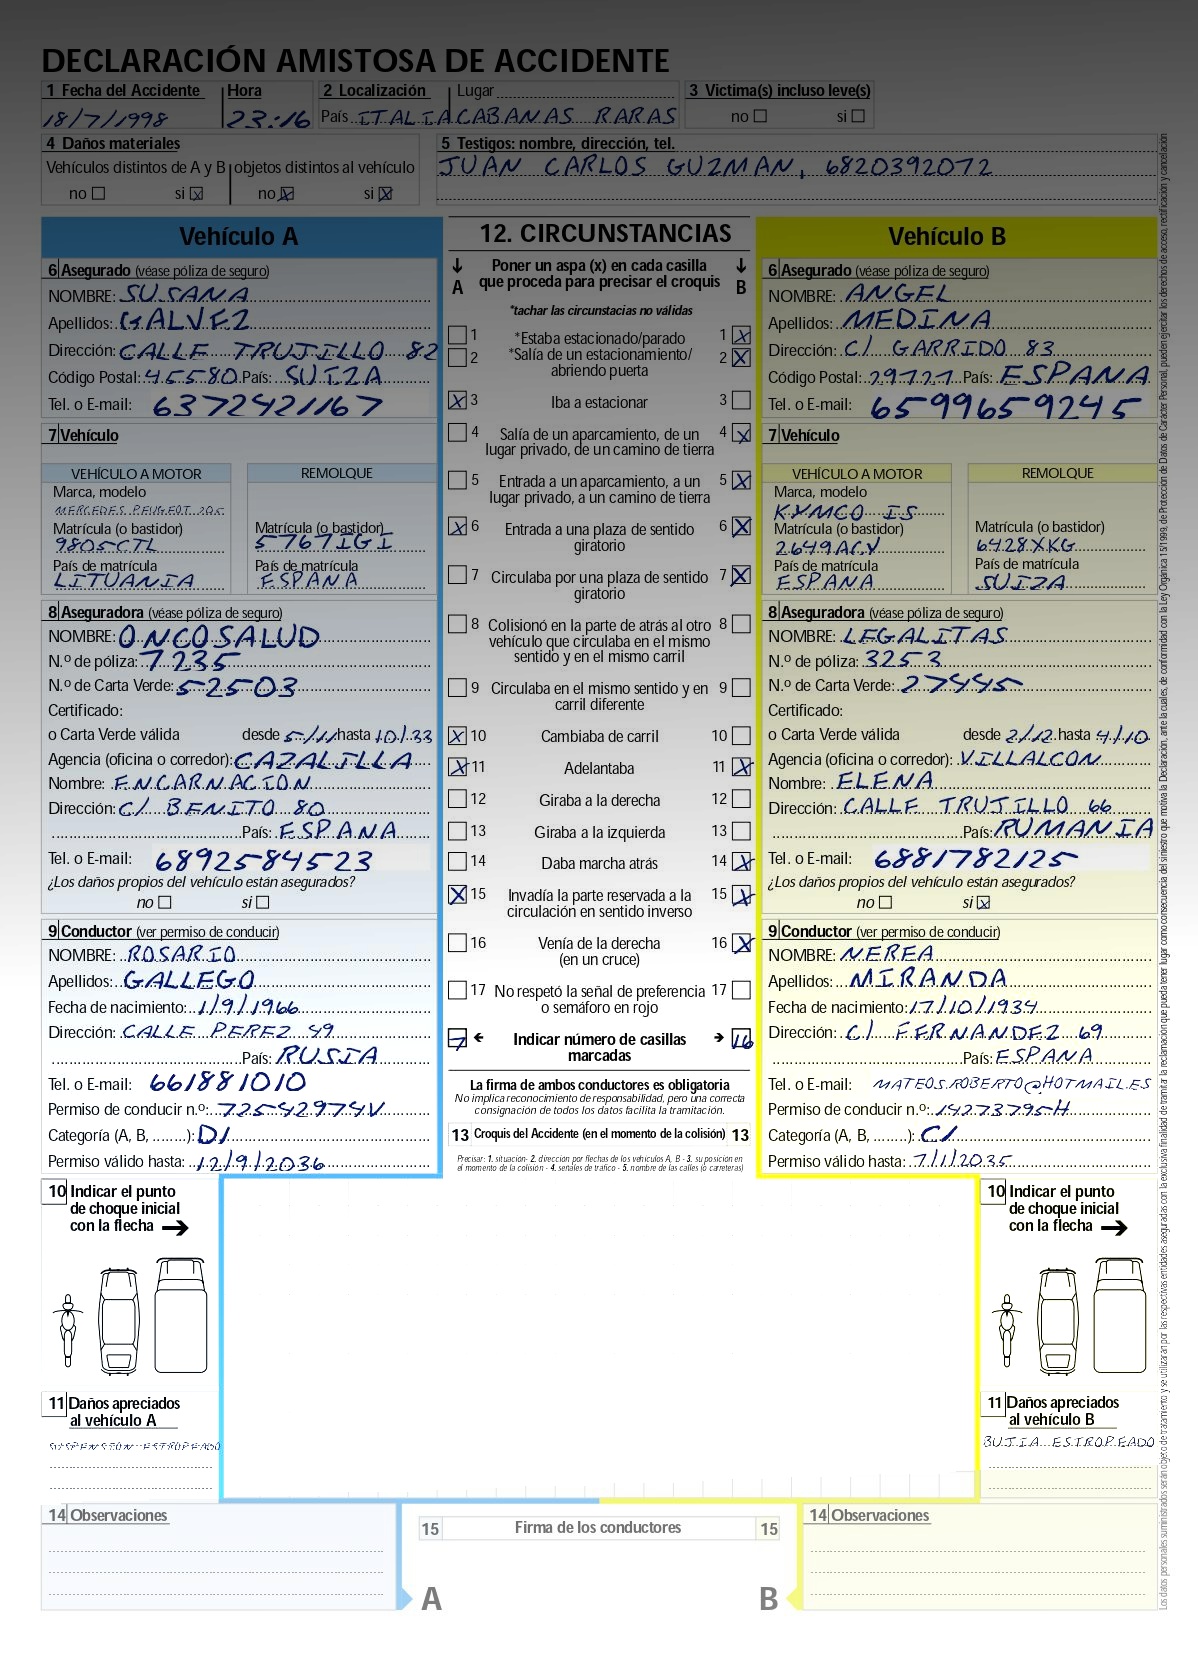 DECLARACIÓN AMISTOSA DE ACCIDENTE
1 Fecha del Accidente Hora 2 Localización Lugar 3 Victima(s) incluso leve(s)
18/7/1998 23:16 País ITALIA CABANAS RARAS no si
4 Daños materiales 5 Testigos: nombre, dirección, tel.
Vehículos distintos de A y B objetos distintos al vehículo JUAN CARLOS GUZMAN, 6820392072
no si X no X si X
Vehículo A
6 Asegurado (véase póliza de seguro)
NOMBRE: SUSANA
Apellidos: GALVEZ
Dirección: CALLE TRUJILLO 82
Código Postal: 45580 País: SUIZA
Tel. o E-mail: 6372421167
7 Vehículo
VEHÍCULO A MOTOR REMOLQUE
Marca, modelo
MERCEDES PEUGEOT 205
Matrícula (o bastidor) Matrícula (o bastidor)
9805CTL 5767IGI
País de matrícula País de matrícula
LITUANIA ESPANA
8 Aseguradora (véase póliza de seguro)
NOMBRE: ONCOSALUD
N.º de póliza: 7235
N.º de Carta Verde: 52503
Certificado:
o Carta Verde válida desde 5/11 hasta 10/33
Agencia (oficina o corredor): CAZALILLA
Nombre: ENCARNACION
Dirección: C/ BENITO 80
País: ESPANA
Tel. o E-mail: 6892584523
¿Los daños propios del vehículo están asegurados?
no si
9 Conductor (ver permiso de conducir)
NOMBRE: ROSARIO
Apellidos: GALLEGO
Fecha de nacimiento: 1/9/1966
Dirección: CALLE PEREZ 49
País: RUSIA
Tel. o E-mail: 661881010
Permiso de conducir n.º: 72542974V
Categoría (A, B, ........): D1
Permiso válido hasta: 12/9/2036
10 Indicar el punto
de choque inicial
con la flecha
11 Daños apreciados
al vehículo A
SUSPENSION ESTROPEADO
14 Observaciones
12. CIRCUNSTANCIAS
Poner un aspa (x) en cada casilla
A que proceda para precisar el croquis B
*tachar las circunstacias no válidas
1 *Estaba estacionado/parado 1 X
2 *Salía de un estacionamiento/ 2 X
abriendo puerta
X 3 Iba a estacionar 3
4 Salía de un aparcamiento, de un 4 X
lugar privado, de un camino de tierra
5 Entrada a un aparcamiento, a un 5 X
lugar privado, a un camino de tierra
X 6 Entrada a una plaza de sentido 6 X
giratorio
7 Circulaba por una plaza de sentido 7 X
giratorio
8 Colisionó en la parte de atrás al otro 8
vehículo que circulaba en el mismo
sentido y en el mismo carril
9 Circulaba en el mismo sentido y en 9
carril diferente
X 10 Cambiaba de carril 10
X 11 Adelantaba 11 X
12 Giraba a la derecha 12
13 Giraba a la izquierda 13
14 Daba marcha atrás 14 X
X 15 Invadía la parte reservada a la 15 X
circulación en sentido inverso
16 Venía de la derecha 16 X
(en un cruce)
17 No respetó la señal de preferencia 17
o semáforo en rojo
7 Indicar número de casillas 16
marcadas
La firma de ambos conductores es obligatoria
No implica reconocimiento de responsabilidad, pero una correcta
consignación de todos los datos facilita la tramitación.
13 Croquis del Accidente (en el momento de la colisión) 13
Precisar: 1. situación- 2. dirección por flechas de los vehículos A, B - 3. su posición en
el momento de la colisión - 4. señales de tráfico - 5. nombre de las calles (o carreteras)
15 Firma de los conductores 15
A B
Vehículo B
6 Asegurado (véase póliza de seguro)
NOMBRE: ANGEL
Apellidos: MEDINA
Dirección: C/ GARRIDO 83
Código Postal: 29727 País: ESPANA
Tel. o E-mail: 65996 59245
7 Vehículo
VEHÍCULO A MOTOR REMOLQUE
Marca, modelo
KYMCO IS
Matrícula (o bastidor) Matrícula (o bastidor)
2649ACV 6428XKG
País de matrícula País de matrícula
ESPANA SUIZA
8 Aseguradora (véase póliza de seguro)
NOMBRE: LEGALITAS
N.º de póliza: 3253
N.º de Carta Verde: 27445
Certificado:
o Carta Verde válida desde 2/12 hasta 4/10
Agencia (oficina o corredor): VILLALCON
Nombre: ELENA
Dirección: CALLE TRUJILLO 66
País: RUMANIA
Tel. o E-mail: 6881782125
¿Los daños propios del vehículo están asegurados?
no si X
9 Conductor (ver permiso de conducir)
NOMBRE: NEREA
Apellidos: MIRANDA
Fecha de nacimiento: 17/10/1934
Dirección: C/ FERNANDEZ 69
País: ESPANA
Tel. o E-mail: MATEOS.ROBERTO@HOTMAIL.ES
Permiso de conducir n.º: 14273795H
Categoría (A, B, ........): C1
Permiso válido hasta: 7/1/2035
10 Indicar el punto
de choque inicial
con la flecha
11 Daños apreciados
al vehículo B
BUJIA ESTROPEADO
14 Observaciones
Los datos personales suministrados serán objeto de tratamiento y se utilizaran por las respectivas entidades aseguradas con la exclusiva finalidad de tramitar la reclamación que pueda tener lugar como consecuencia del siniestro que motiva la Declaración, ante la cuales, de conformidad con la Ley Orgánica 15/1999, de Protección de Datos de Carácter Personal, pueden ejercitar los derechos de acceso, rectificación y cancelación